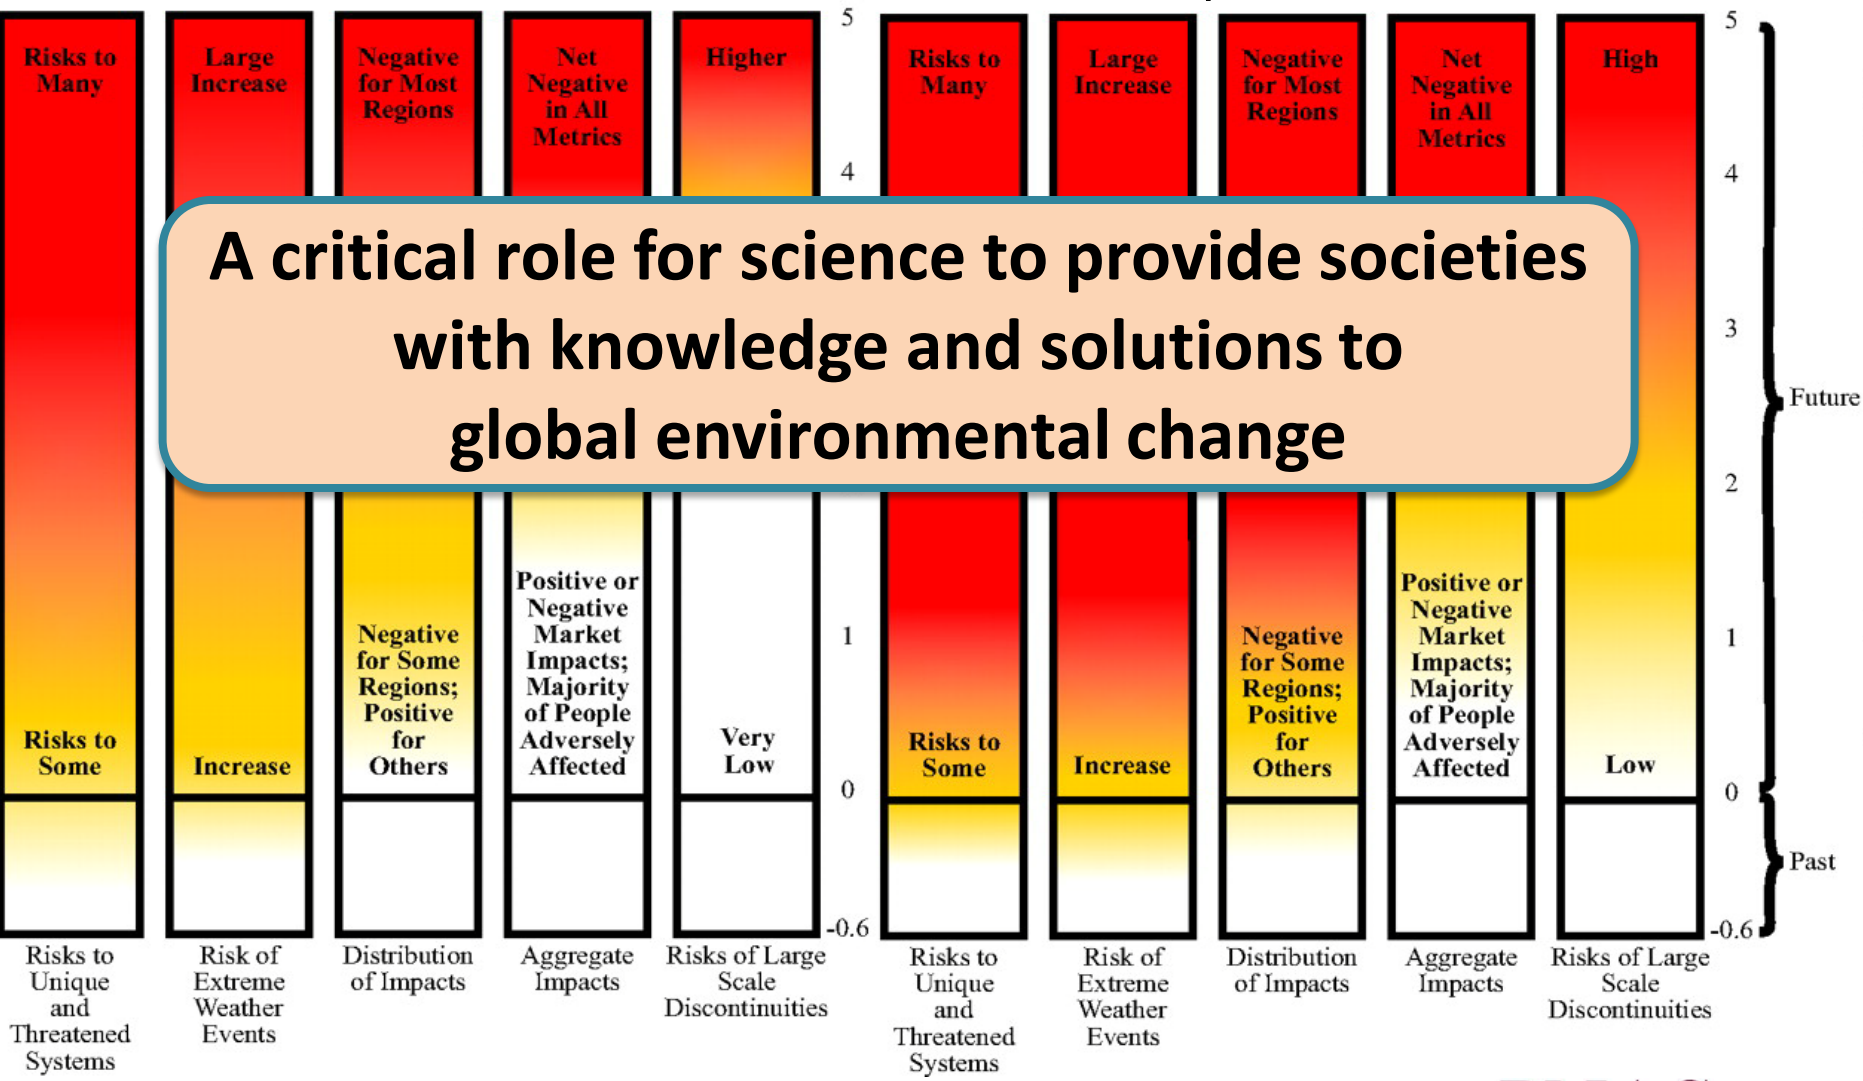 Risks to
Many
Large
Increase
Negative
for Most
Regions
Net
Negative
in All
Metrics
Higher
5
4
Risks to
Many
Large
Increase
Negative
for Most
Regions
Net
Negative
in All
Metrics
High
5
4
3
2
A critical role for science to provide societies
with knowledge and solutions to
global environmental change
Future
Risks to
Some
Increase
Negative
for Some
Regions;
Positive
for
Others
Positive or
Negative
Market
Impacts;
Majority
of People
Adversely
Affected
Very
Low
1
0
-0.6
Risks to
Some
Increase
Negative
for Some
Regions;
Positive
for
Others
Positive or
Negative
Market
Impacts;
Majority
of People
Adversely
Affected
Low
1
0
-0.6
Past
Risks to
Unique
and
Threatened
Systems
Risk of
Extreme
Weather
Events
Distribution
of Impacts
Aggregate
Impacts
Risks of Large
Scale
Discontinuities
Risks to
Unique
and
Threatened
Systems
Risk of
Extreme
Weather
Events
Distribution
of Impacts
Aggregate
Impacts
Risks of Large
Scale
Discontinuities